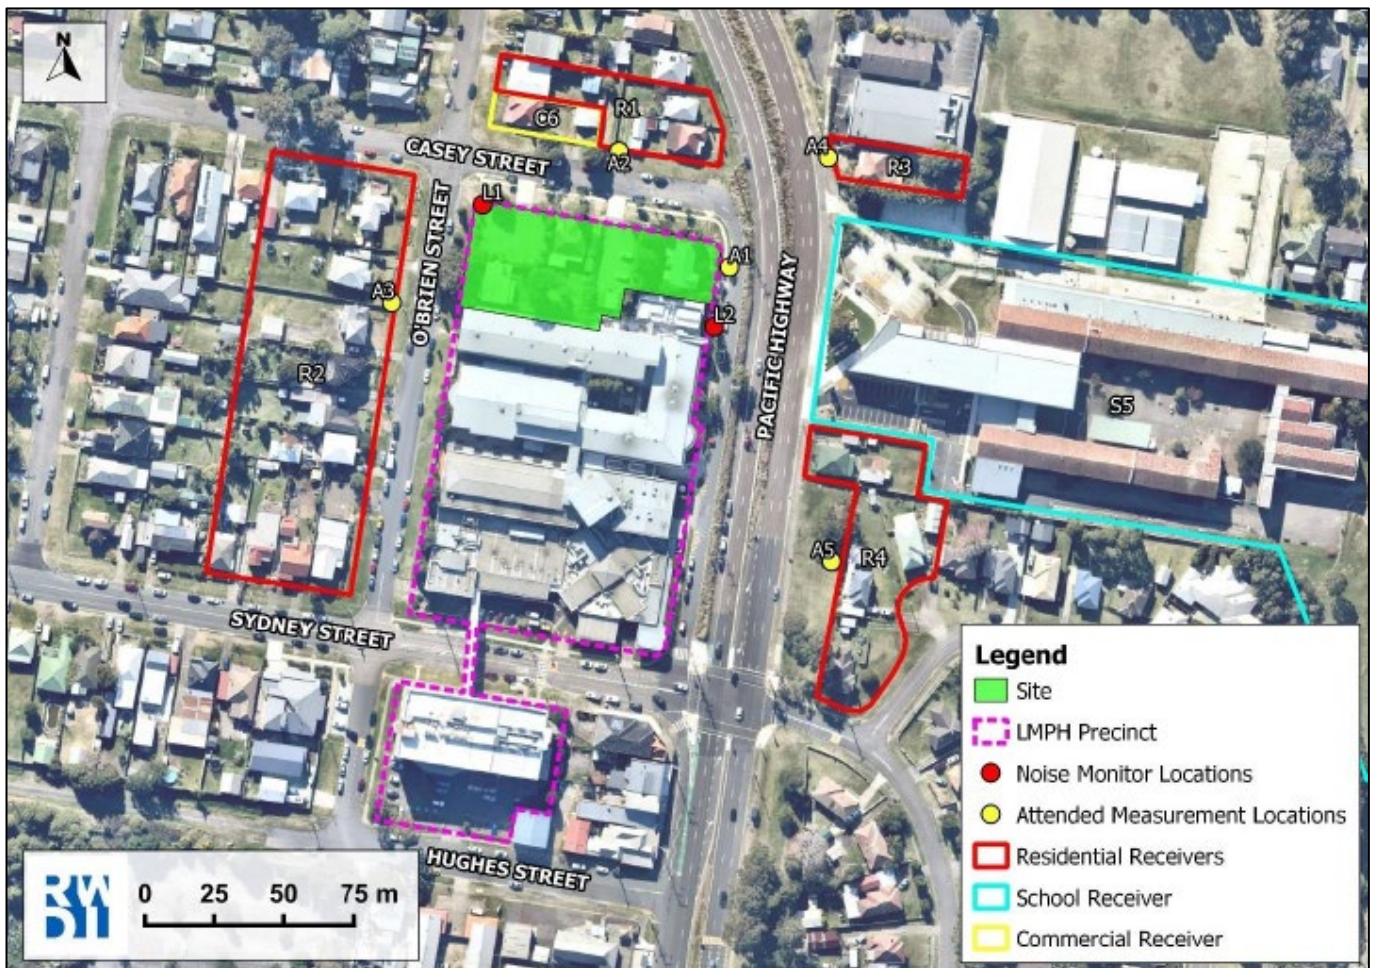 N
R1
C6
A4
R3
CASEY STREET
A2
L1
A1
O'BRIEN STREET
A3
L2
PACIFIC HIGHWAY
R2
S5
A5
R4
SYDNEY STREET
HUGHES STREET
Legend
Site
LMPH Precinct
Noise Monitor Locations
Attended Measurement Locations
Residential Receivers
School Receiver
Commercial Receiver
RW
DI
0 25 50 75 m